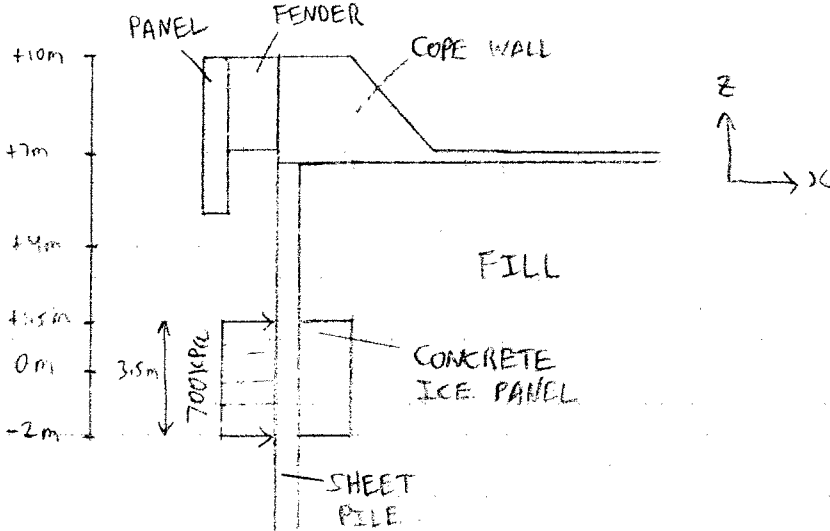 PANEL
FENDER
COPE WALL
+10m
+7m
+4m
+1.5m
0m
-2m
3.5m
700kPa
Z
X
FILL
CONCRETE
ICE PANEL
SHEET
PILE